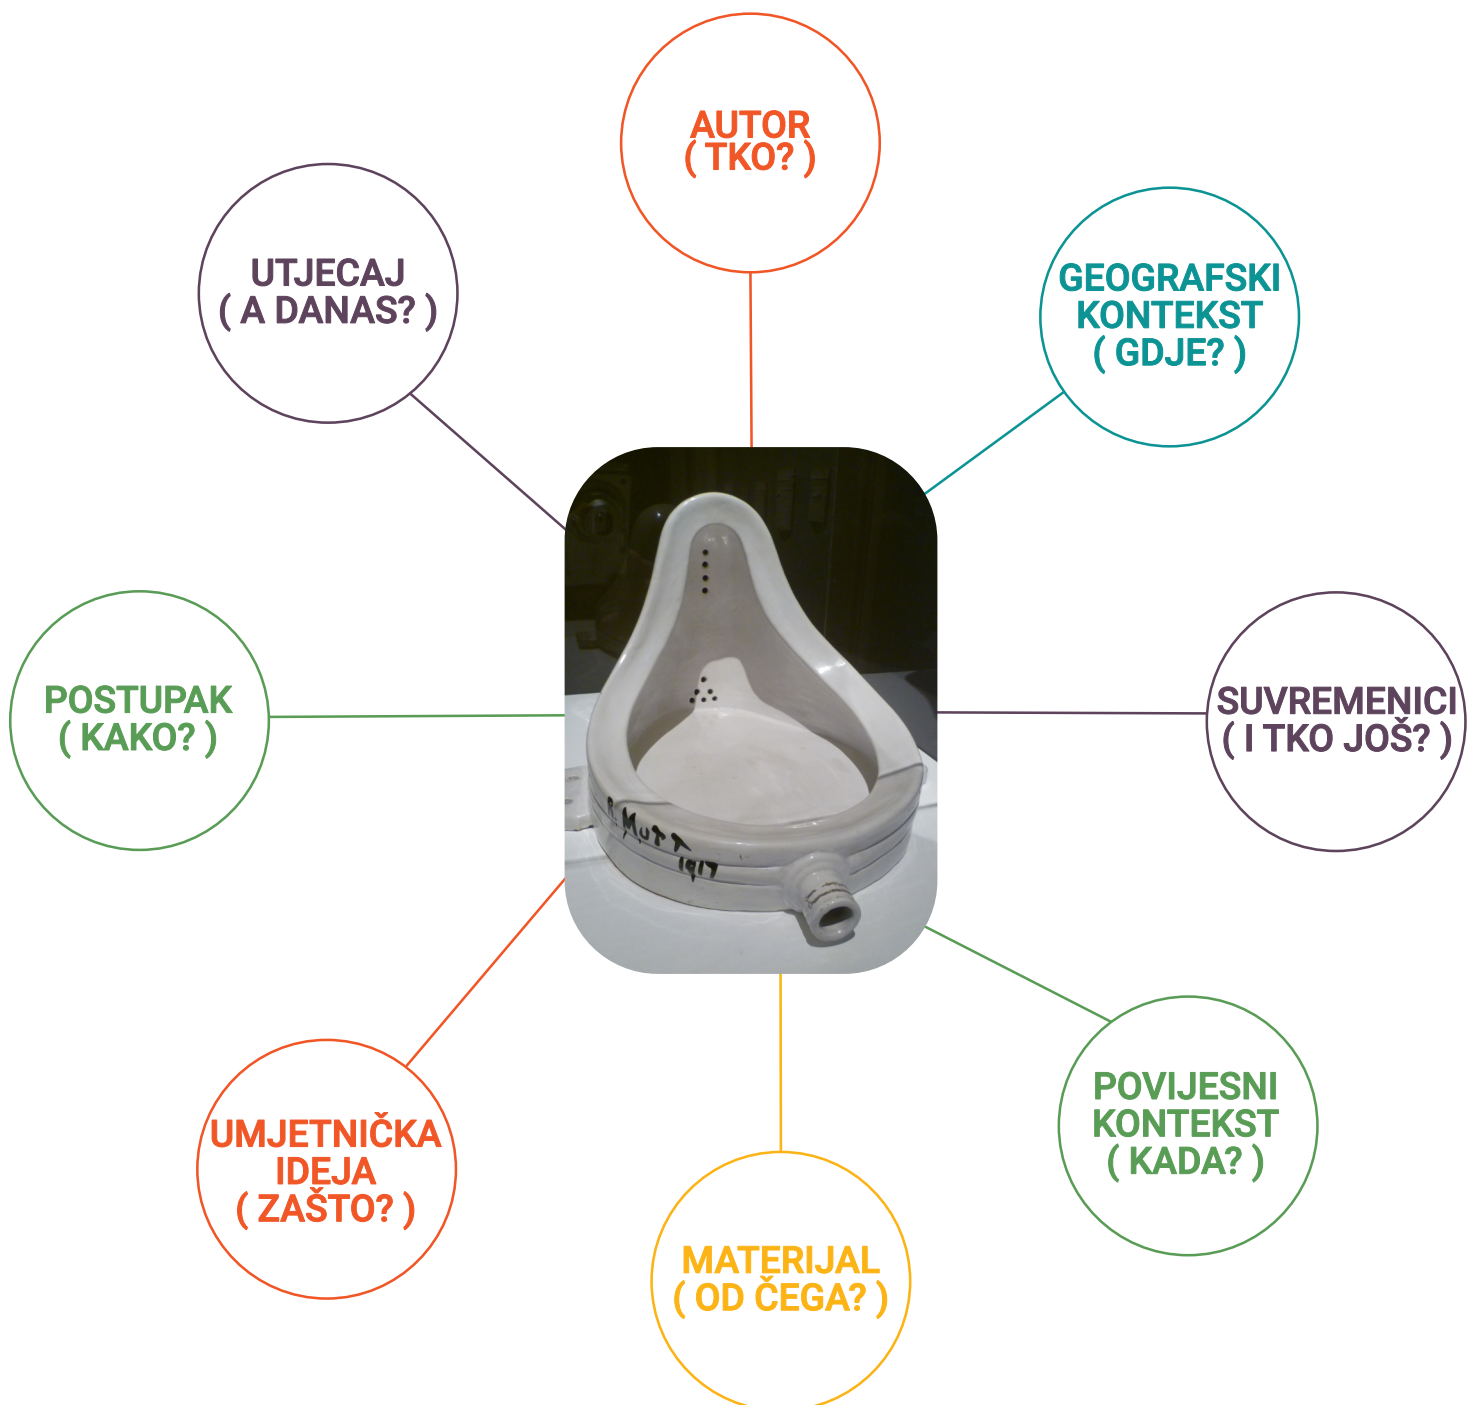 AUTOR
( TKO? )
UTJECAJ
( A DANAS? )
GEOGRAFSKI
KONTEKST
( GDJE? )
POSTUPAK
( KAKO? )
SUVREMENICI
( I TKO JOŠ? )
R. MUTT
1917
UMJETNIČKA
IDEJA
( ZAŠTO? )
POVIJESNI
KONTEKST
( KADA? )
MATERIJAL
( OD ČEGA? )